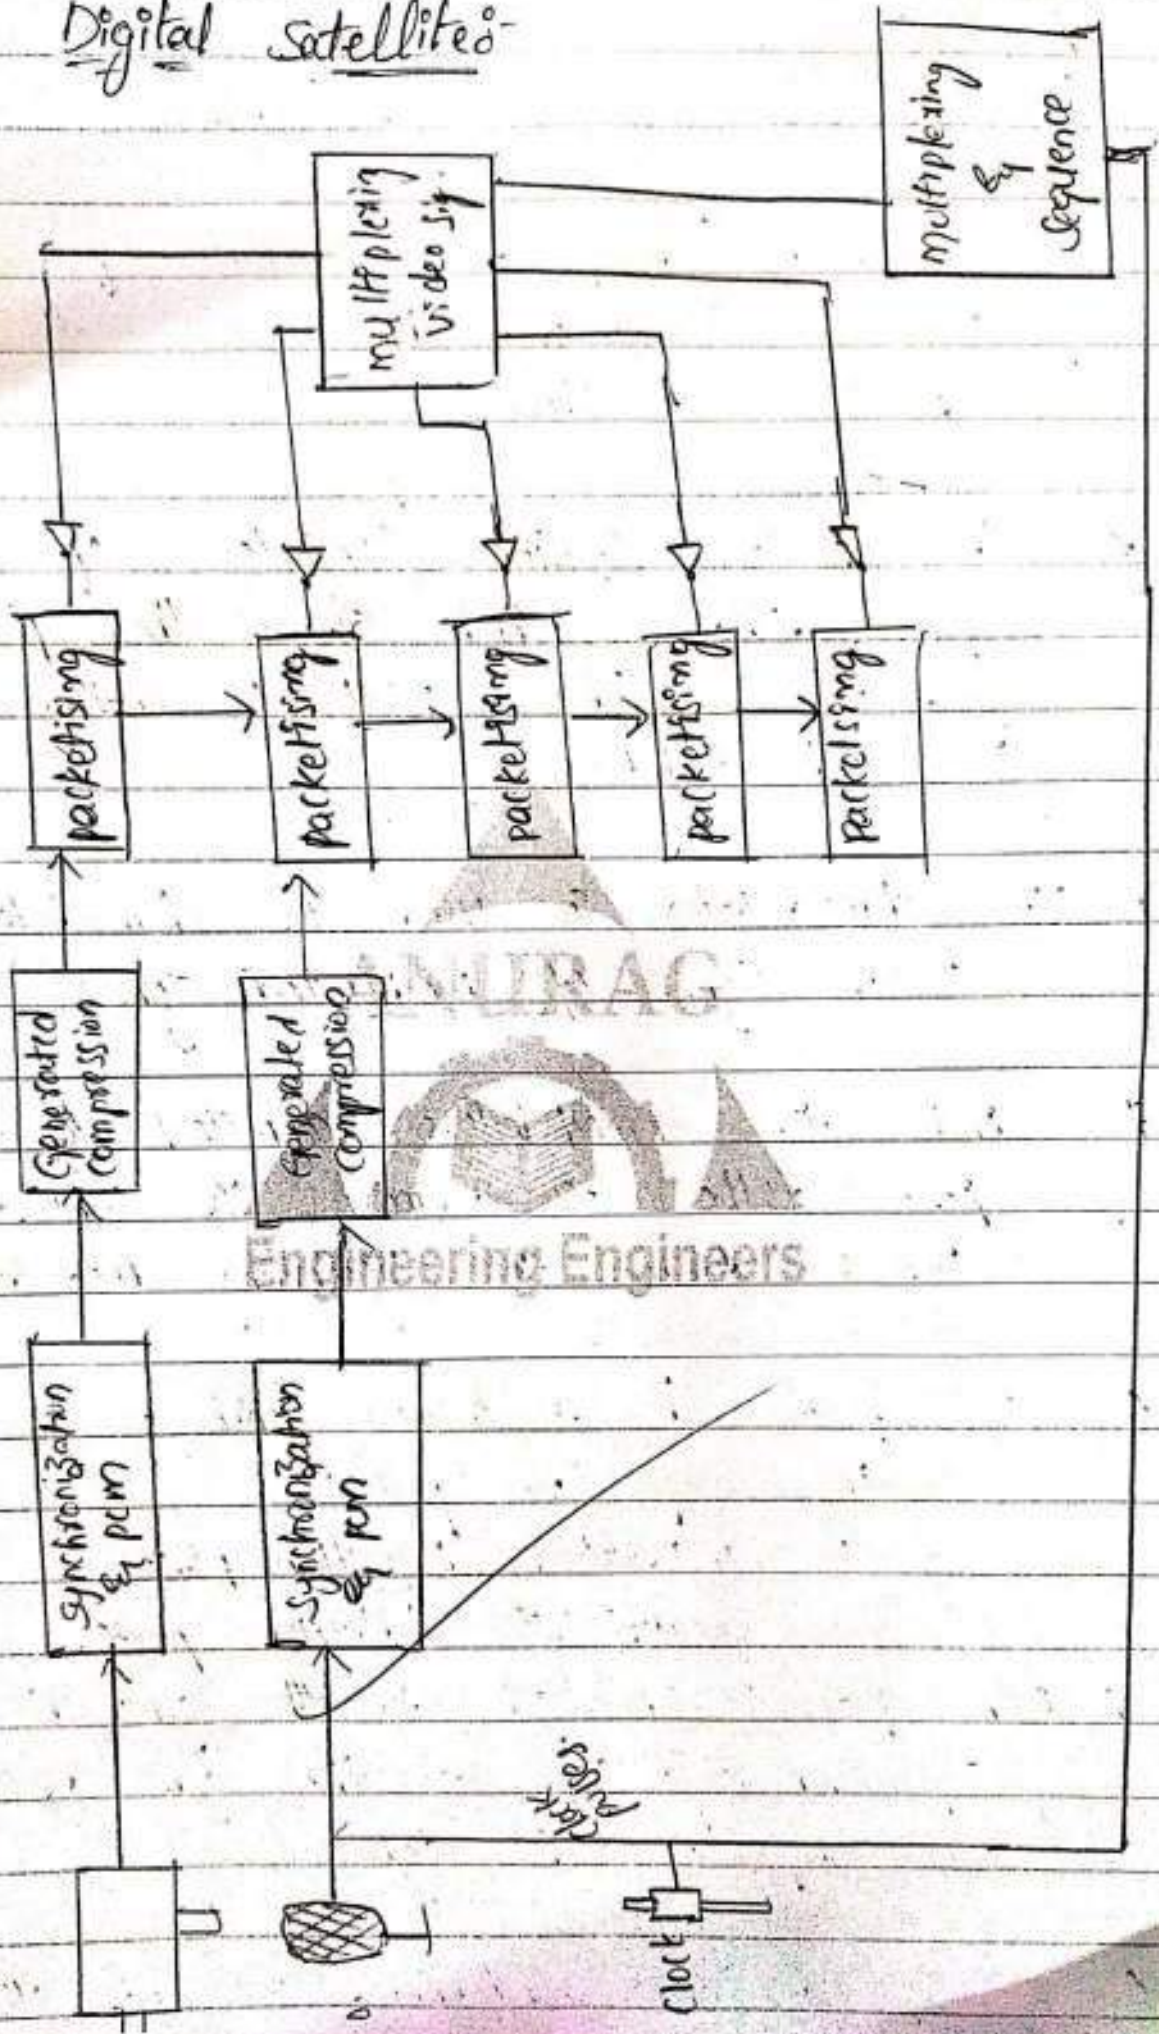 Digital Satellite:-
multiplexing
&
sequence
multiplexing
video sig.
packetising
packetising
packetising
packetising
Packetsing
Generated
compression
Generated
compression
ANURAG
Engineering Engineers
Synchronization
& pcm
Synchronization
& pcm
clock
pulses
clock